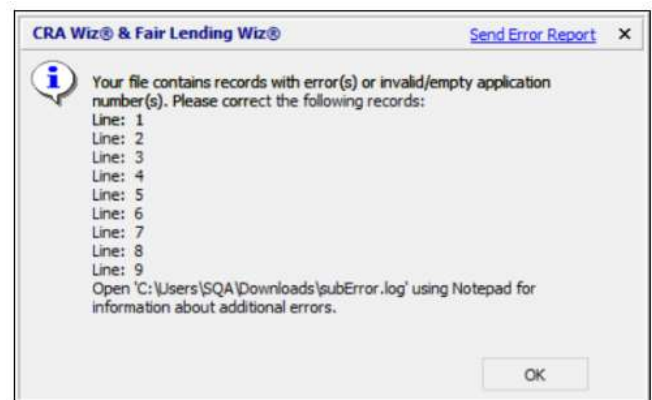 CRA Wiz® & Fair Lending Wiz® Send Error Report ×
Your file contains records with error(s) or invalid/empty application
number(s). Please correct the following records:
Line: 1
Line: 2
Line: 3
Line: 4
Line: 5
Line: 6
Line: 7
Line: 8
Line: 9
Open 'C:\Users\SQA\Downloads\subError.log' using Notepad for
information about additional errors.
OK